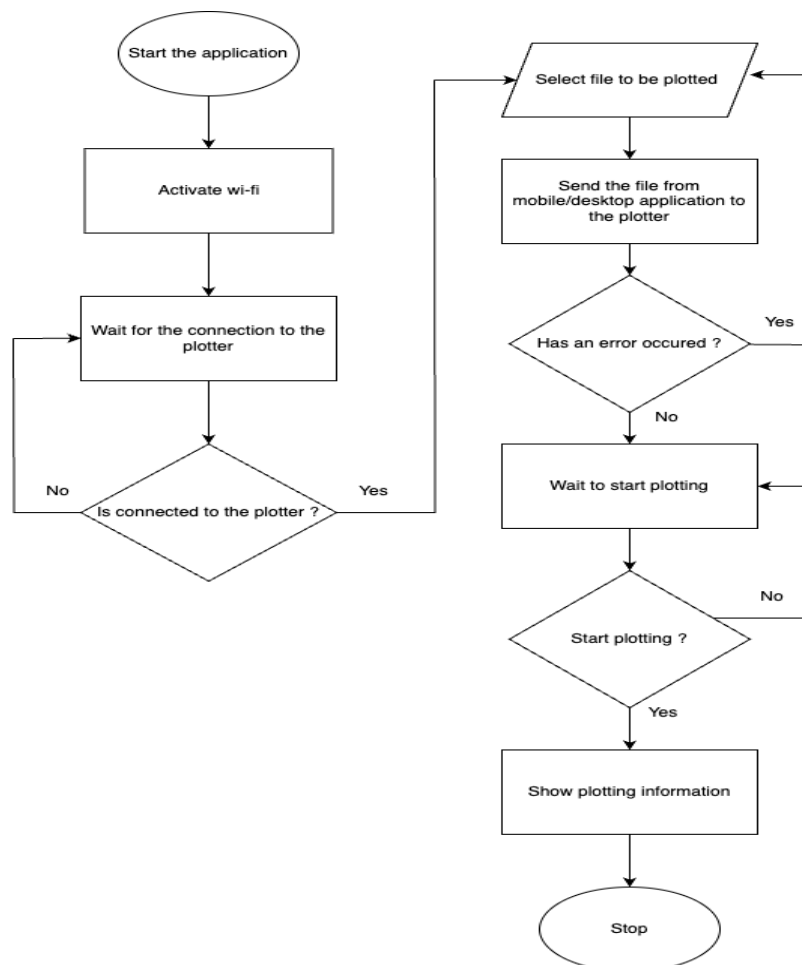 Start the application
Activate wi-fi
Wait for the connection to the
plotter
Is connected to the plotter ?
No
Yes
Select file to be plotted
Send the file from
mobile/desktop application to
the plotter
Has an error occured ?
Yes
No
Wait to start plotting
Start plotting ?
No
Yes
Show plotting information
Stop